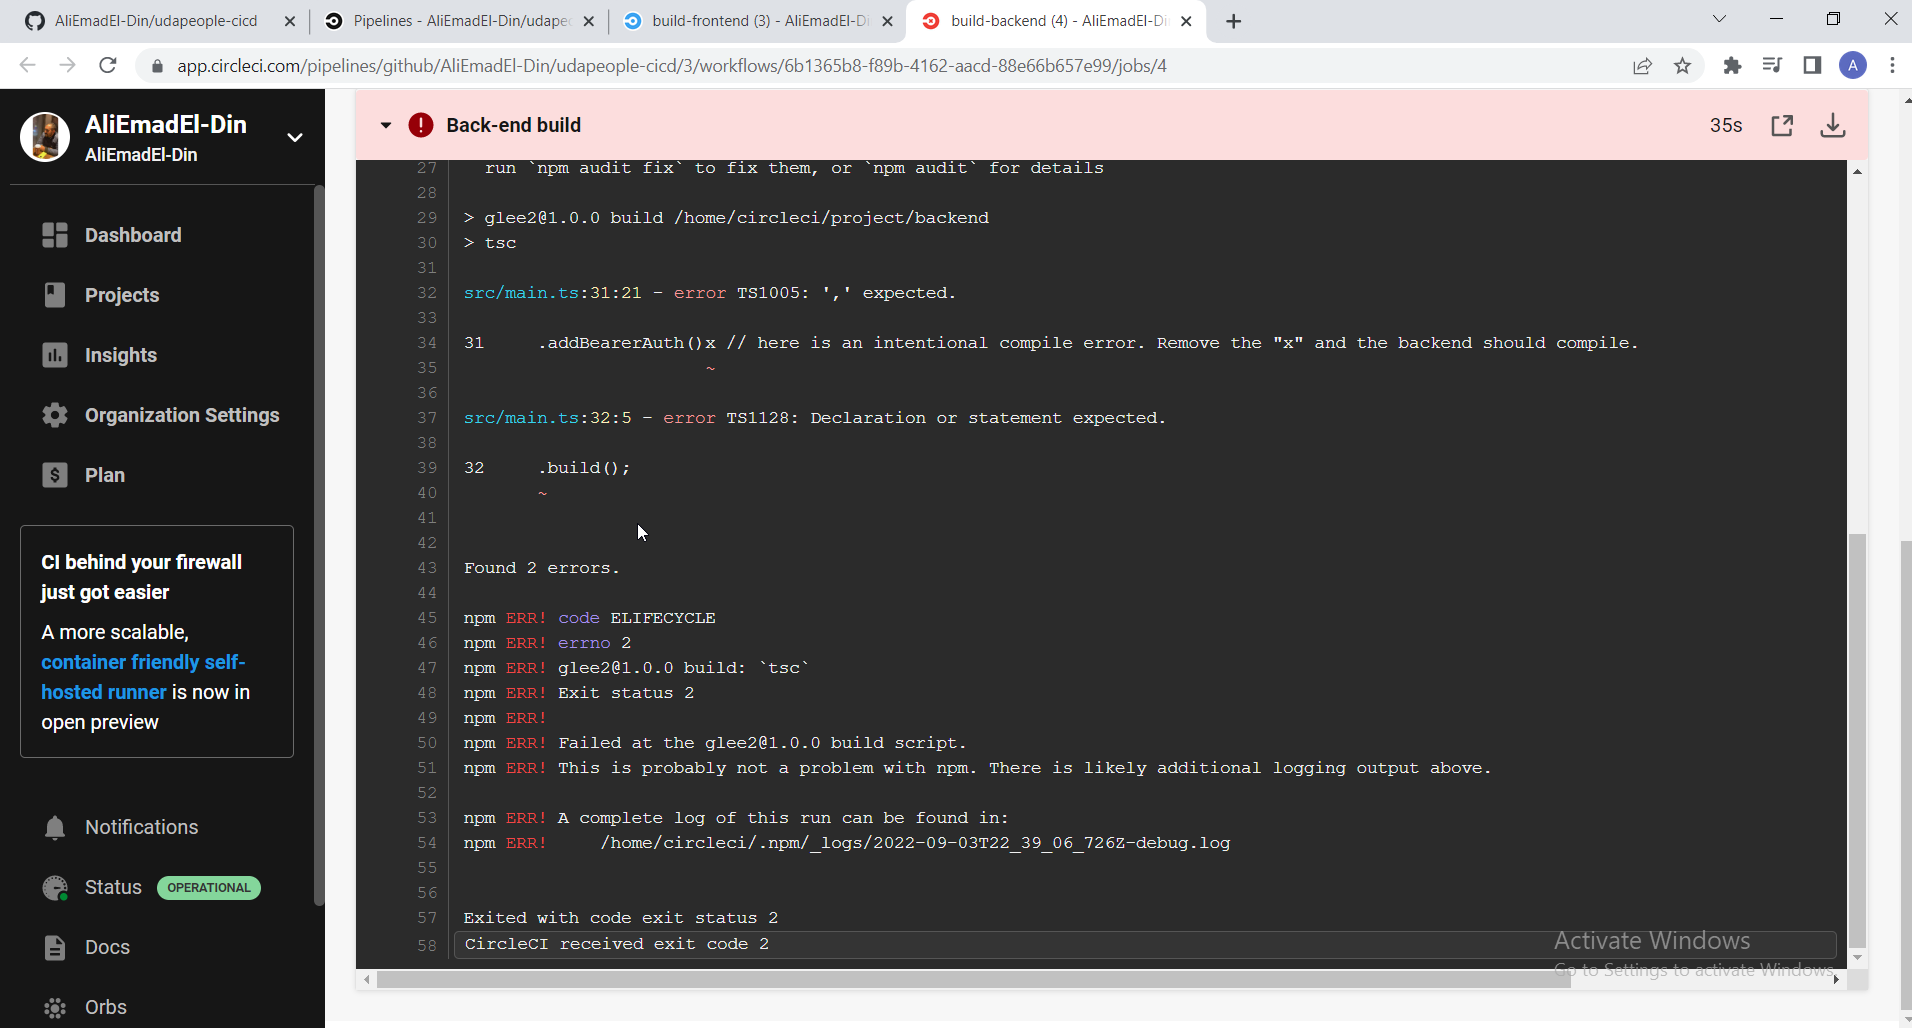 AliEmadEl-Din/udapeople-cicd
Pipelines - AliEmadEl-Din/udape
build-frontend (3) - AliEmadEl-Di
build-backend (4) - AliEmadEl-Di
app.circleci.com/pipelines/github/AliEmadEl-Din/udapeople-cicd/3/workflows/6b1365b8-f89b-4162-aacd-88e66b657e99/jobs/4
A
AliEmadEl-Din
AliEmadEl-Din
Dashboard
Projects
Insights
Organization Settings
Plan
CI behind your firewall
just got easier
A more scalable,
container friendly self-
hosted runner is now in
open preview
Notifications
Status OPERATIONAL
Docs
Orbs
Back-end build
35s
27 run `npm audit fix` to fix them, or `npm audit` for details
28
29 > glee2@1.0.0 build /home/circleci/project/backend
30 > tsc
31
32 src/main.ts:31:21 - error TS1005: ',' expected.
33
34 31 .addBearerAuth()x // here is an intentional compile error. Remove the "x" and the backend should compile.
35 ~
36
37 src/main.ts:32:5 - error TS1128: Declaration or statement expected.
38
39 32 .build();
40 ~
41
42
43 Found 2 errors.
44
45 npm ERR! code ELIFECYCLE
46 npm ERR! errno 2
47 npm ERR! glee2@1.0.0 build: `tsc`
48 npm ERR! Exit status 2
49 npm ERR!
50 npm ERR! Failed at the glee2@1.0.0 build script.
51 npm ERR! This is probably not a problem with npm. There is likely additional logging output above.
52
53 npm ERR! A complete log of this run can be found in:
54 npm ERR! /home/circleci/.npm/_logs/2022-09-03T22_39_06_726Z-debug.log
55
56
57 Exited with code exit status 2
58 CircleCI received exit code 2
Activate Windows
Go to Settings to activate Windows.